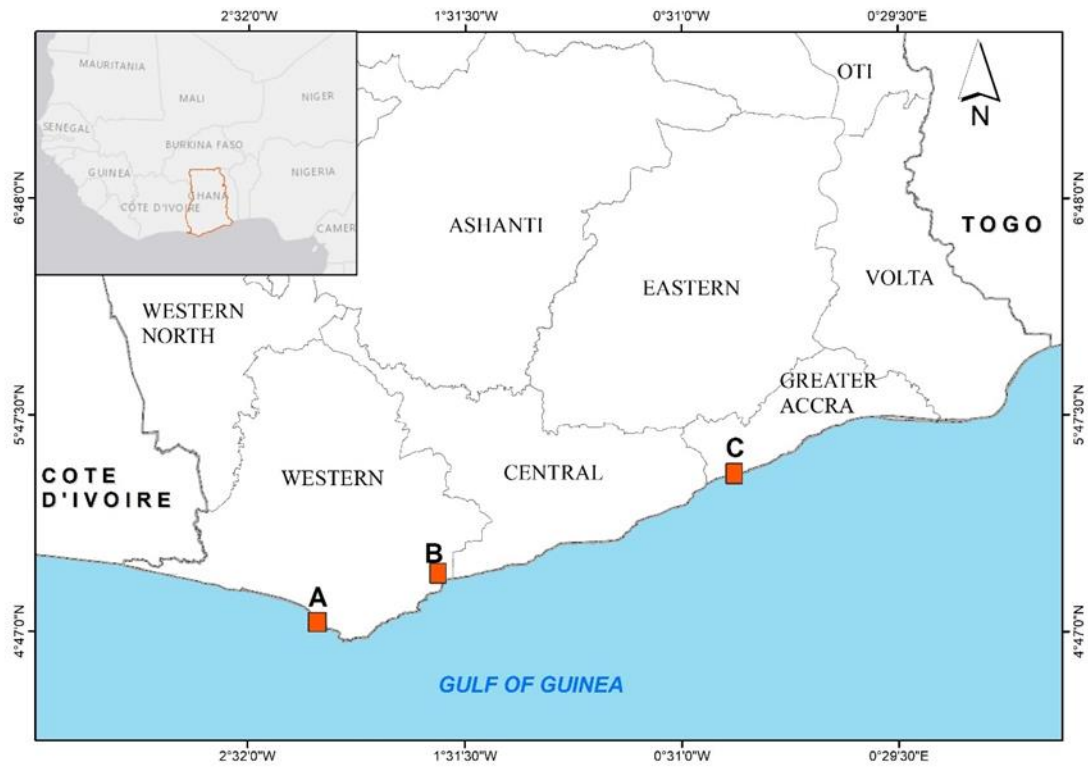 2°32'0"W
1°31'30"W
0°31'0"W
0°29'30"E
MAURITANIA
MALI
NIGER
SENEGAL
BURKINA FASO
GUINEA
NIGERIA
GHANA
CÔTE D'IVOIRE
CAMER
OTI
N
6°48'0"N
6°48'0"N
ASHANTI
TOGO
VOLTA
EASTERN
WESTERN
NORTH
GREATER
ACCRA
5°47'30"N
5°47'30"N
C
COTE
D'IVOIRE
WESTERN
CENTRAL
B
A
4°47'0"N
4°47'0"N
GULF OF GUINEA
2°32'0"W
1°31'30"W
0°31'0"W
0°29'30"E